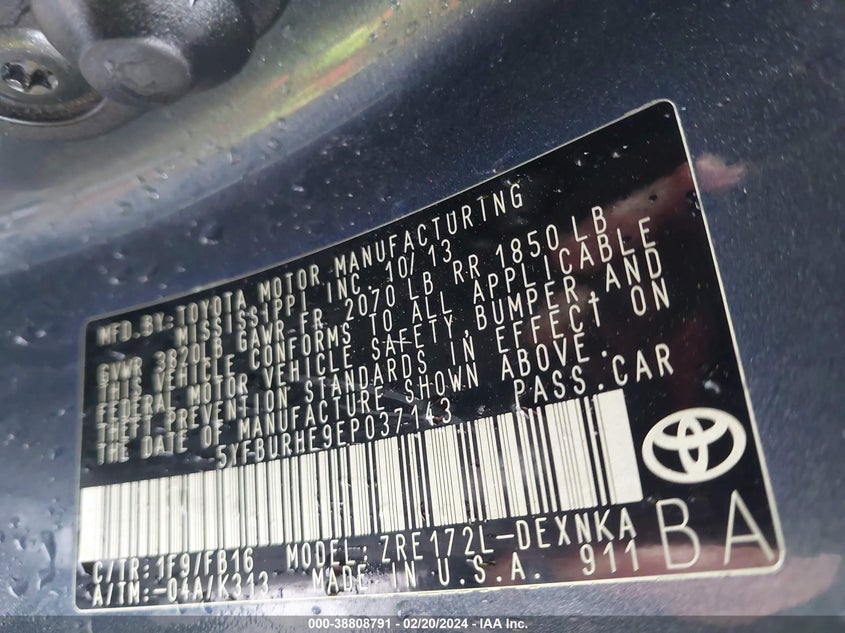 MFD.BY:TOYOTA MOTOR MANUFACTURING
MISSISSIPPI INC. 10/13
GVWR 3820LB GAWR-FR 2070 LB RR 1850 LB
THIS VEHICLE CONFORMS TO ALL APPLICABLE
FEDERAL MOTOR VEHICLE SAFETY,BUMPER AND
THEFT PREVENTION STANDARDS IN EFFECT ON
THE DATE OF MANUFACTURE SHOWN ABOVE.
5YFBURHE9EP037143 PASS.CAR
C/TR:1F9/FB16 MODEL:ZRE172L-DEXNKA
A/TM:-04A/K313 MADE IN U.S.A. 911
BA
000-38808791 - 02/20/2024 - IAA Inc.